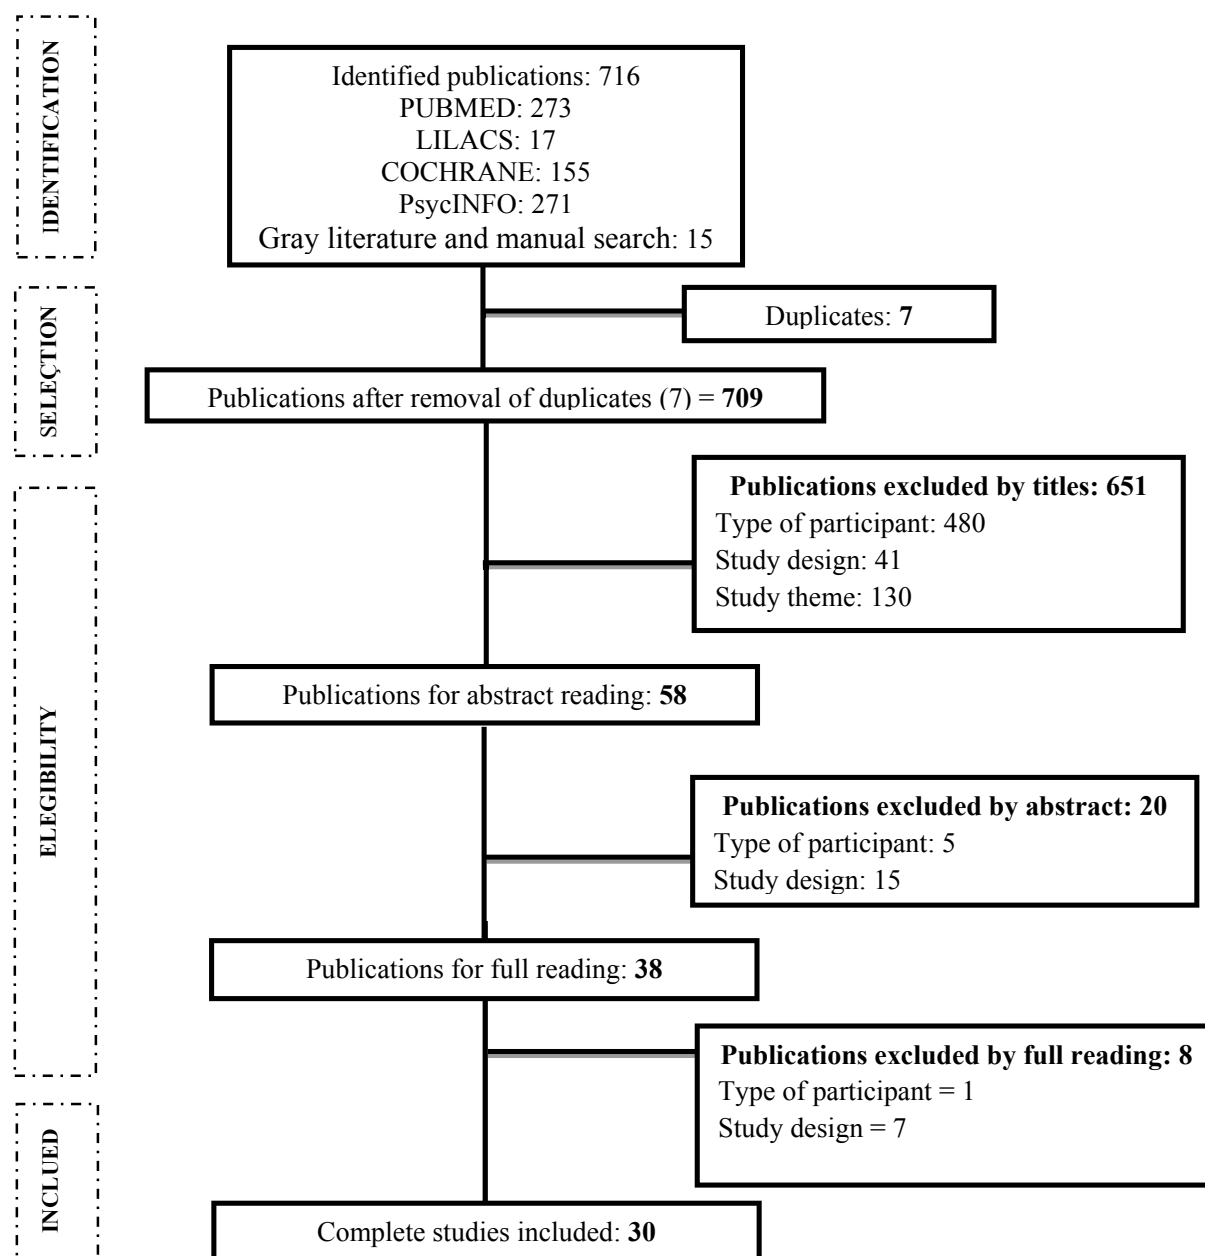 IDENTIFICATION
Identified publications: 716
PUBMED: 273
LILACS: 17
COCHRANE: 155
PsycINFO: 271
Gray literature and manual search: 15
SELEÇTION
Duplicates: 7
Publications after removal of duplicates (7) = 709
ELEGIBILITY
Publications excluded by titles: 651
Type of participant: 480
Study design: 41
Study theme: 130
Publications for abstract reading: 58
Publications excluded by abstract: 20
Type of participant: 5
Study design: 15
Publications for full reading: 38
Publications excluded by full reading: 8
Type of participant = 1
Study design = 7
INCLUED
Complete studies included: 30